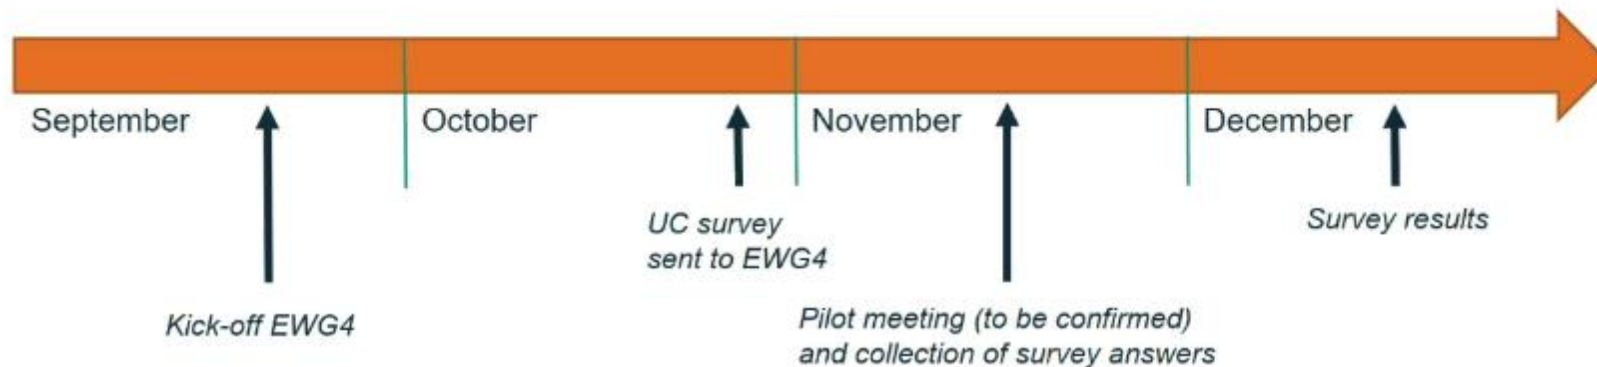 September
October
November
December
Kick-off EWG4
UC survey
sent to EWG4
Pilot meeting (to be confirmed)
and collection of survey answers
Survey results